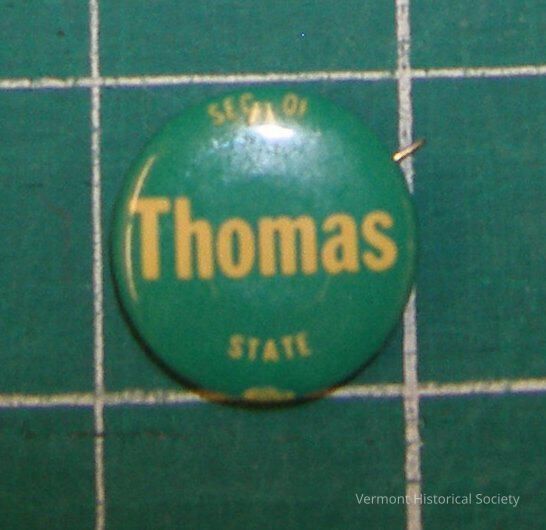 SEC. OF
Thomas
STATE
Vermont Historical Society